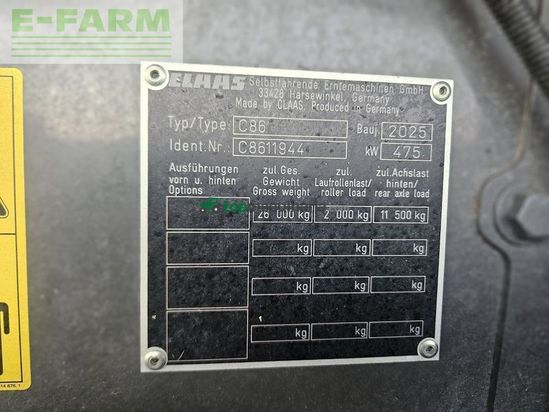 E-FARM
CLAAS Selbstfahrende Erntemaschinen GmbH
33428 Harsewinkel, Germany
Made by CLAAS. Produced in Germany
Typ/Type C86 Bauj. 2025
Ident.Nr.: C8611944 kW 475
Ausführungen vorn u. hinten Options
zul.Ges. Gewicht Gross weight
zul. Laufrollenlast/ roller load
zul.Achslast hinten/ rear axle load
26 000 kg 2 000 kg 11 500 kg
kg kg kg
kg kg kg
kg kg kg